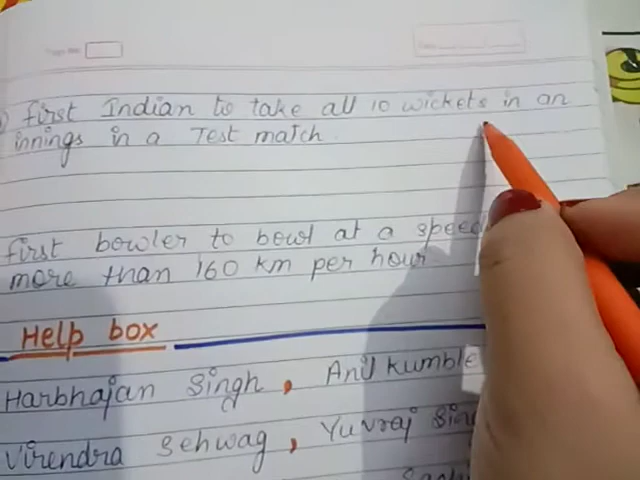 First Indian to take all 10 wickets in an
innings in a Test match.
first bowler to bowl at a speed
more than 160 km per hour
Help box
Harbhajan Singh, Anil Kumble
Virendra Sehwag, Yuvraj